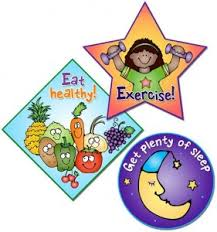 Exercise!
Eat
healthy!
Get plenty of sleep